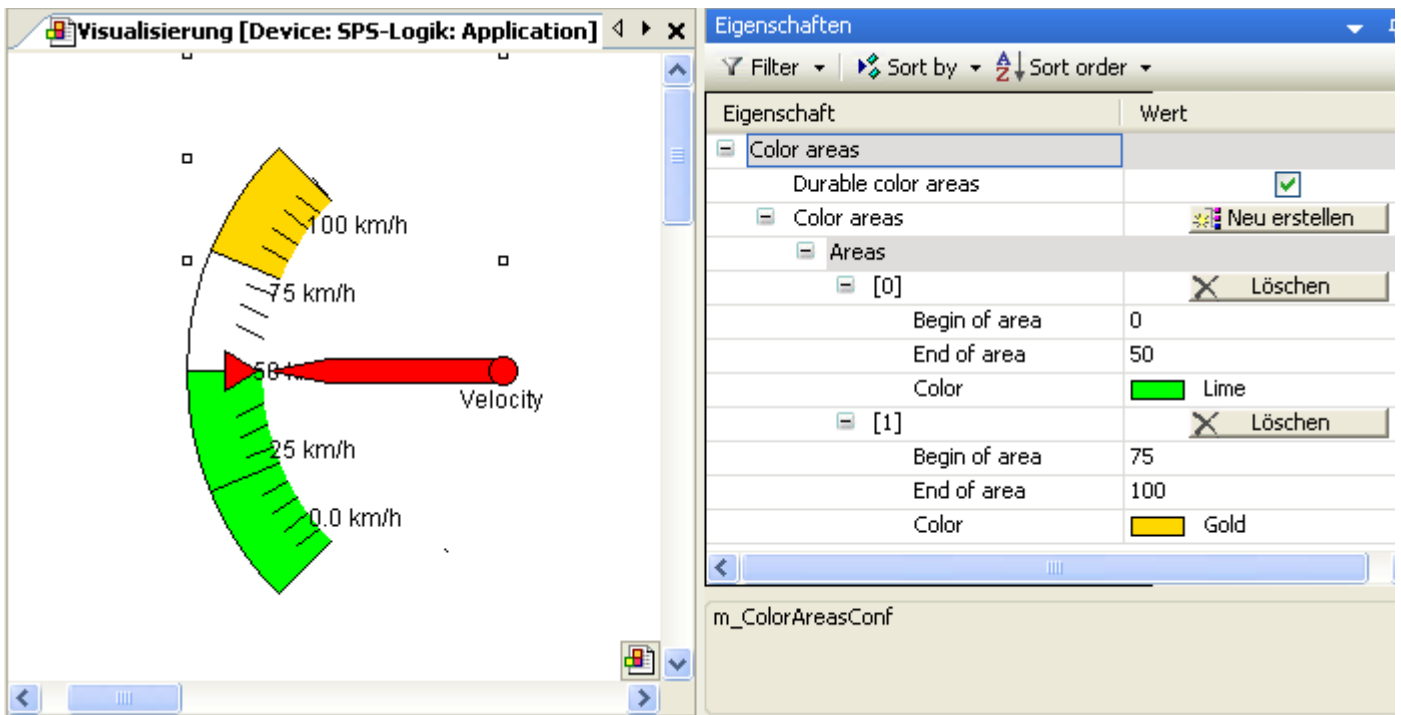 Visualisierung [Device: SPS-Logik: Application]
100 km/h
75 km/h
Velocity
25 km/h
0.0 km/h
Eigenschaften
Filter Sort by Sort order
Eigenschaft Wert
Color areas
Durable color areas
Color areas Neu erstellen
Areas
[0] Löschen
Begin of area 0
End of area 50
Color Lime
[1] Löschen
Begin of area 75
End of area 100
Color Gold
m_ColorAreasConf